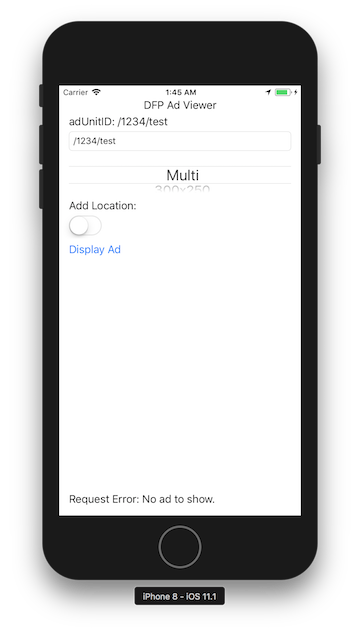 Carrier 1:45 AM
DFP Ad Viewer
adUnitID: /1234/test
/1234/test
Multi
300x250
Add Location:
Display Ad
Request Error: No ad to show.
iPhone 8 - iOS 11.1